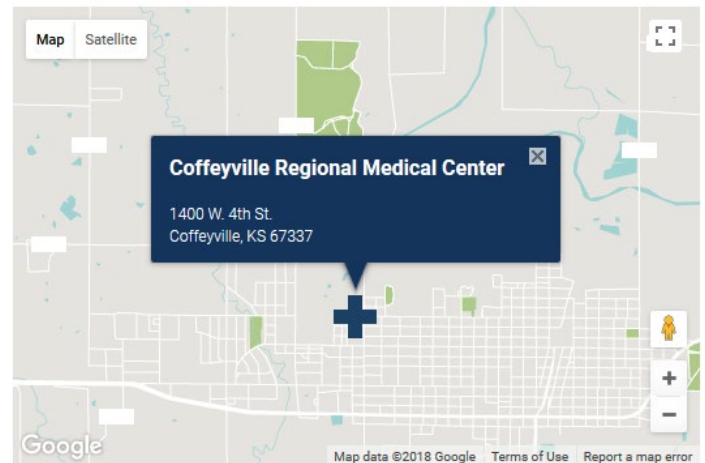 Map Satellite
Coffeyville Regional Medical Center
1400 W. 4th St.
Coffeyville, KS 67337
+
−
Google
Map data ©2018 Google Terms of Use Report a map error